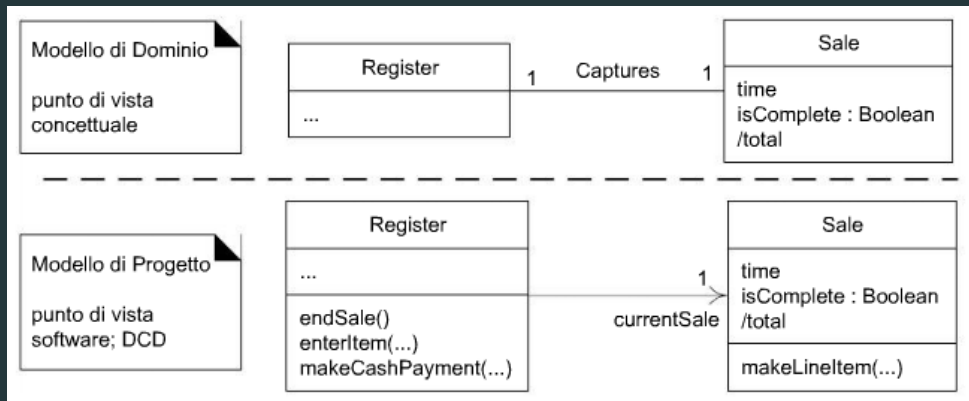 Modello di Dominio
punto di vista
concettuale
Register
...
1
Captures
1
Sale
time
isComplete : Boolean
/total
Modello di Progetto
punto di vista
software; DCD
Register
...
endSale()
enterItem(...)
makeCashPayment(...)
1
currentSale
Sale
time
isComplete : Boolean
/total
makeLineItem(...)